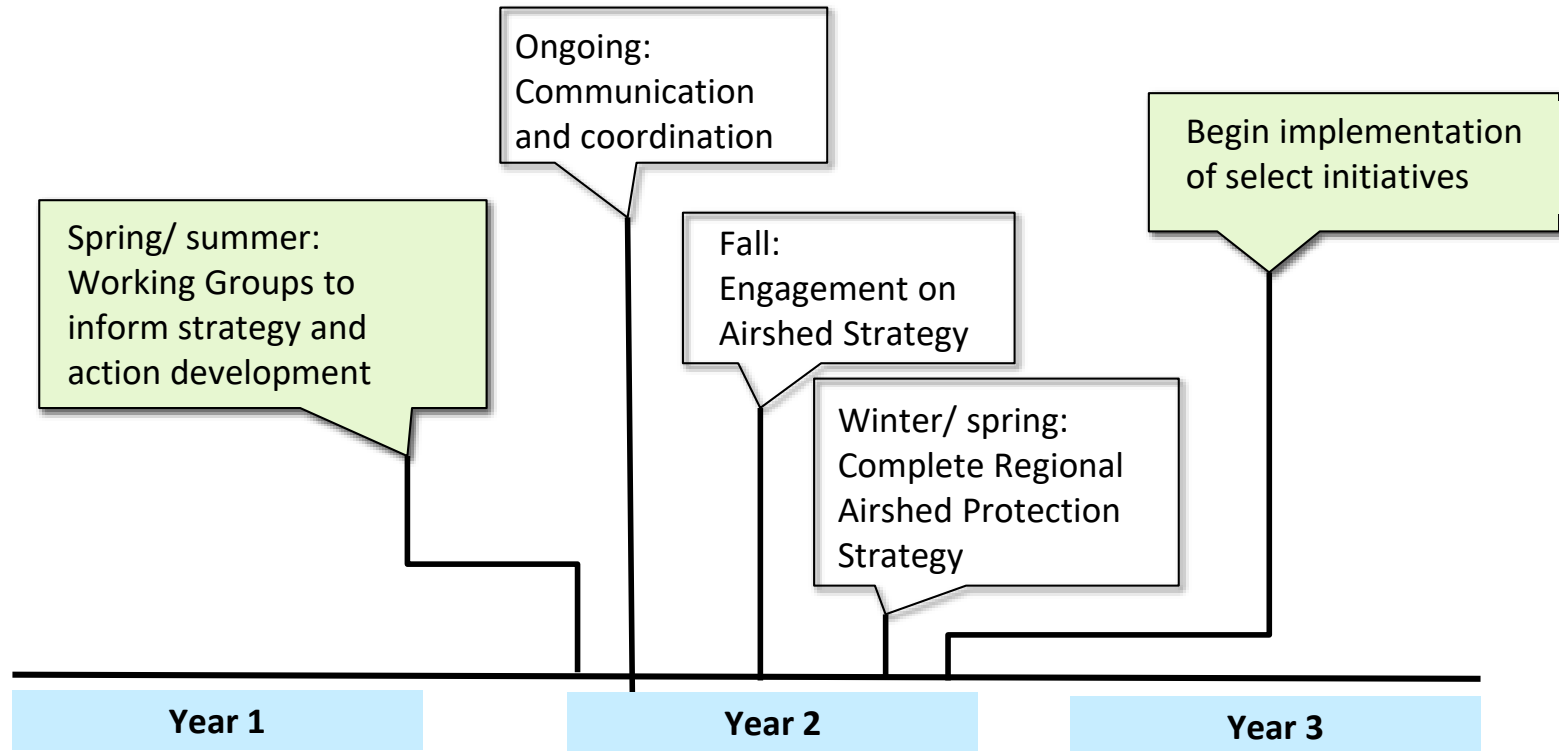 Ongoing:
Communication
and coordination
Begin implementation
of select initiatives
Spring/ summer:
Working Groups to
inform strategy and
action development
Fall:
Engagement on
Airshed Strategy
Winter/ spring:
Complete Regional
Airshed Protection
Strategy
Year 1
Year 2
Year 3